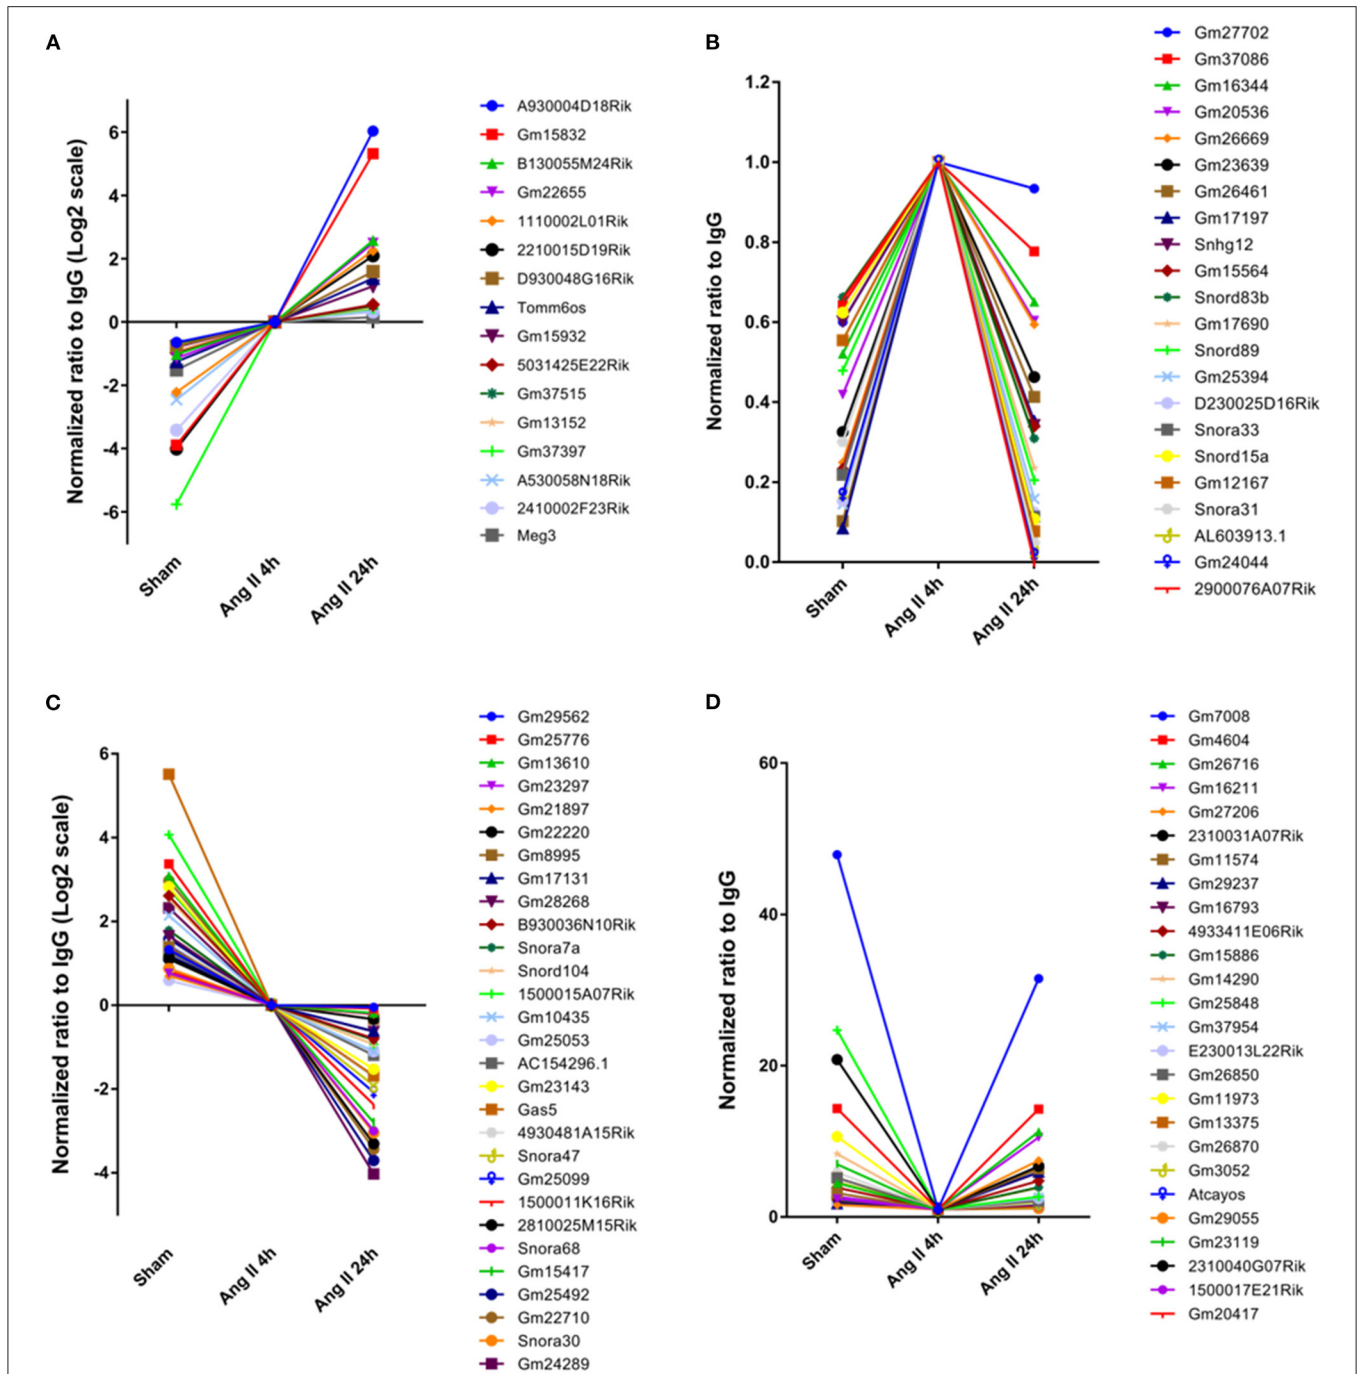 A
Normalized ratio to IgG (Log2 scale)
6
4
2
0
-2
-4
-6
Sham
Ang II 4h
Ang II 24h
A930004D18Rik
Gm15832
B130055M24Rik
Gm22655
1110002L01Rik
2210015D19Rik
D930048G16Rik
Tomm6os
Gm15932
5031425E22Rik
Gm37515
Gm13152
Gm37397
A530058N18Rik
2410002F23Rik
Meg3
B
Normalized ratio to IgG
1.2
1.0
0.8
0.6
0.4
0.2
0.0
Sham
Ang II 4h
Ang II 24h
Gm27702
Gm37086
Gm16344
Gm20536
Gm26669
Gm23639
Gm26461
Gm17197
Snhg12
Gm15564
Snord83b
Gm17690
Snord89
Gm25394
D230025D16Rik
Snora33
Snord15a
Gm12167
Snora31
AL603913.1
Gm24044
2900076A07Rik
C
Normalized ratio to IgG (Log2 scale)
6
4
2
0
-2
-4
Sham
Ang II 4h
Ang II 24h
Gm29562
Gm25776
Gm13610
Gm23297
Gm21897
Gm22220
Gm8995
Gm17131
Gm28268
B930036N10Rik
Snora7a
Snord104
1500015A07Rik
Gm10435
Gm25053
AC154296.1
Gm23143
Gas5
4930481A15Rik
Snora47
Gm25099
1500011K16Rik
2810025M15Rik
Snora68
Gm15417
Gm25492
Gm22710
Snora30
Gm24289
D
Normalized ratio to IgG
60
40
20
0
Sham
Ang II 4h
Ang II 24h
Gm7008
Gm4604
Gm26716
Gm16211
Gm27206
2310031A07Rik
Gm11574
Gm29237
Gm16793
4933411E06Rik
Gm15886
Gm14290
Gm25848
Gm37954
E230013L22Rik
Gm26850
Gm11973
Gm13375
Gm26870
Gm3052
Atcayos
Gm29055
Gm23119
2310040G07Rik
1500017E21Rik
Gm20417